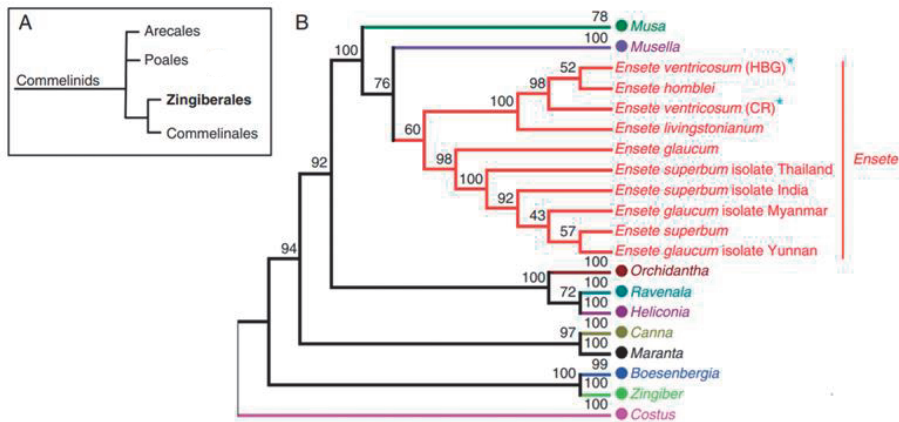 A
Arecales
Poales
Commelinids
Zingiberales
Commelinales
B
78
Musa
100
100
Musella
76
52
Ensete ventricosum (HBG)*
98
Ensete homblei
100
Ensete ventricosum (CR)*
60
Ensete livingstonianum
98
Ensete glaucum
Ensete
100
Ensete superbum isolate Thailand
92
92
Ensete superbum isolate India
43
Ensete glaucum isolate Myanmar
57
Ensete superbum
94
Ensete glaucum isolate Yunnan
100
100
Orchidantha
100
72
Ravenala
100
Heliconia
100
97
Canna
100
Maranta
99
100
Boesenbergia
100
Zingiber
100
Costus